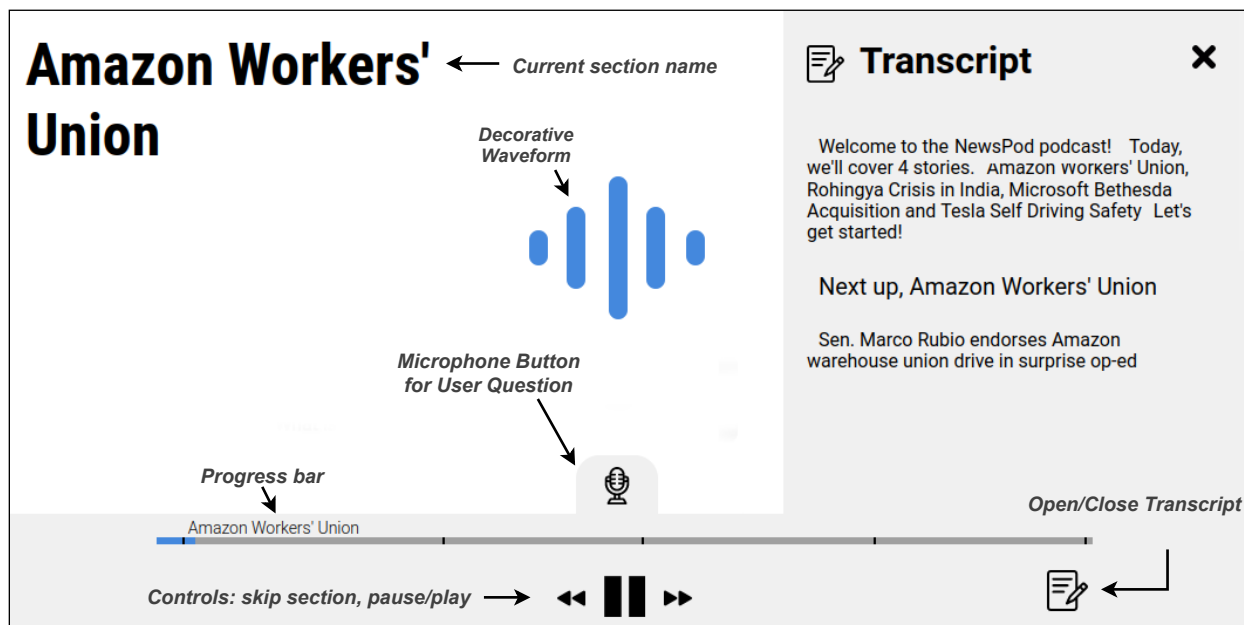 Amazon Workers'
Union
Current section name
Decorative
Waveform
Microphone Button
for User Question
Progress bar
Amazon Workers' Union
Controls: skip section, pause/play
Transcript
Welcome to the NewsPod podcast! Today,
we'll cover 4 stories. Amazon Workers' Union,
Rohingya Crisis in India, Microsoft Bethesda
Acquisition and Tesla Self Driving Safety Let's
get started!
Next up, Amazon Workers' Union
Sen. Marco Rubio endorses Amazon
warehouse union drive in surprise op-ed
Open/Close Transcript